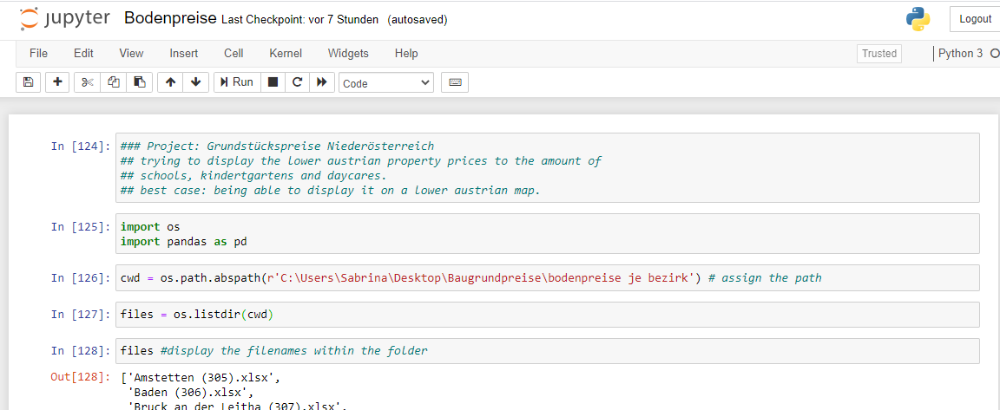 jupyter Bodenpreise Last Checkpoint: vor 7 Stunden (autosaved)
Logout
File Edit View Insert Cell Kernel Widgets Help
Trusted Python 3
Run Code
In [124]: ### Project: Grundstückspreise Niederösterreich
## trying to display the lower austrian property prices to the amount of
## schools, kindertgartens and daycares.
## best case: being able to display it on a lower austrian map.
In [125]: import os
import pandas as pd
In [126]: cwd = os.path.abspath(r'C:\Users\Sabrina\Desktop\Baugrundpreise\bodenpreise je bezirk') # assign the path
In [127]: files = os.listdir(cwd)
In [128]: files #display the filenames within the folder
Out[128]: ['Amstetten (305).xlsx',
'Baden (306).xlsx',
'Bruck an der Leitha (307).xlsx',